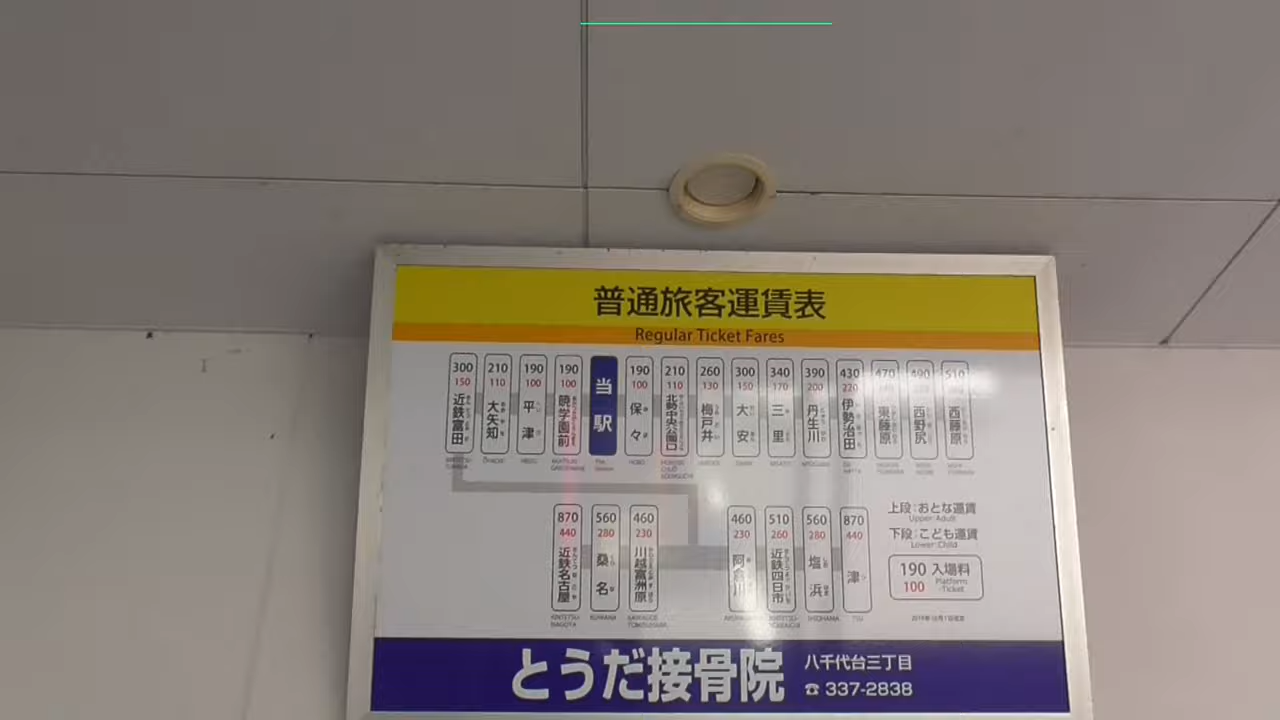 普通旅客運賃表
Regular Ticket Fares
300 210 190 190 当駅 190 210 260 300 340 390 430 470 490 510
150 110 100 100 100 110 130 150 170 200 220
近鉄富田 大矢知 平津 暁学園前 保々 北勢中央公園口 梅戸井 大安 三里 丹生川 伊勢治田 東藤原 西野尻 西藤原
870 560 460 460 510 560 870
440 280 230 230 260 280 440
近鉄名古屋 桑名 川越富洲原 阿倉川 近鉄四日市 塩浜 津
上段：おとな運賃
Upper: Adult
下段：こども運賃
Lower: Child
190 入場料
100 Platform Ticket
とうだ接骨院 八千代台三丁目
☎ 337-2838